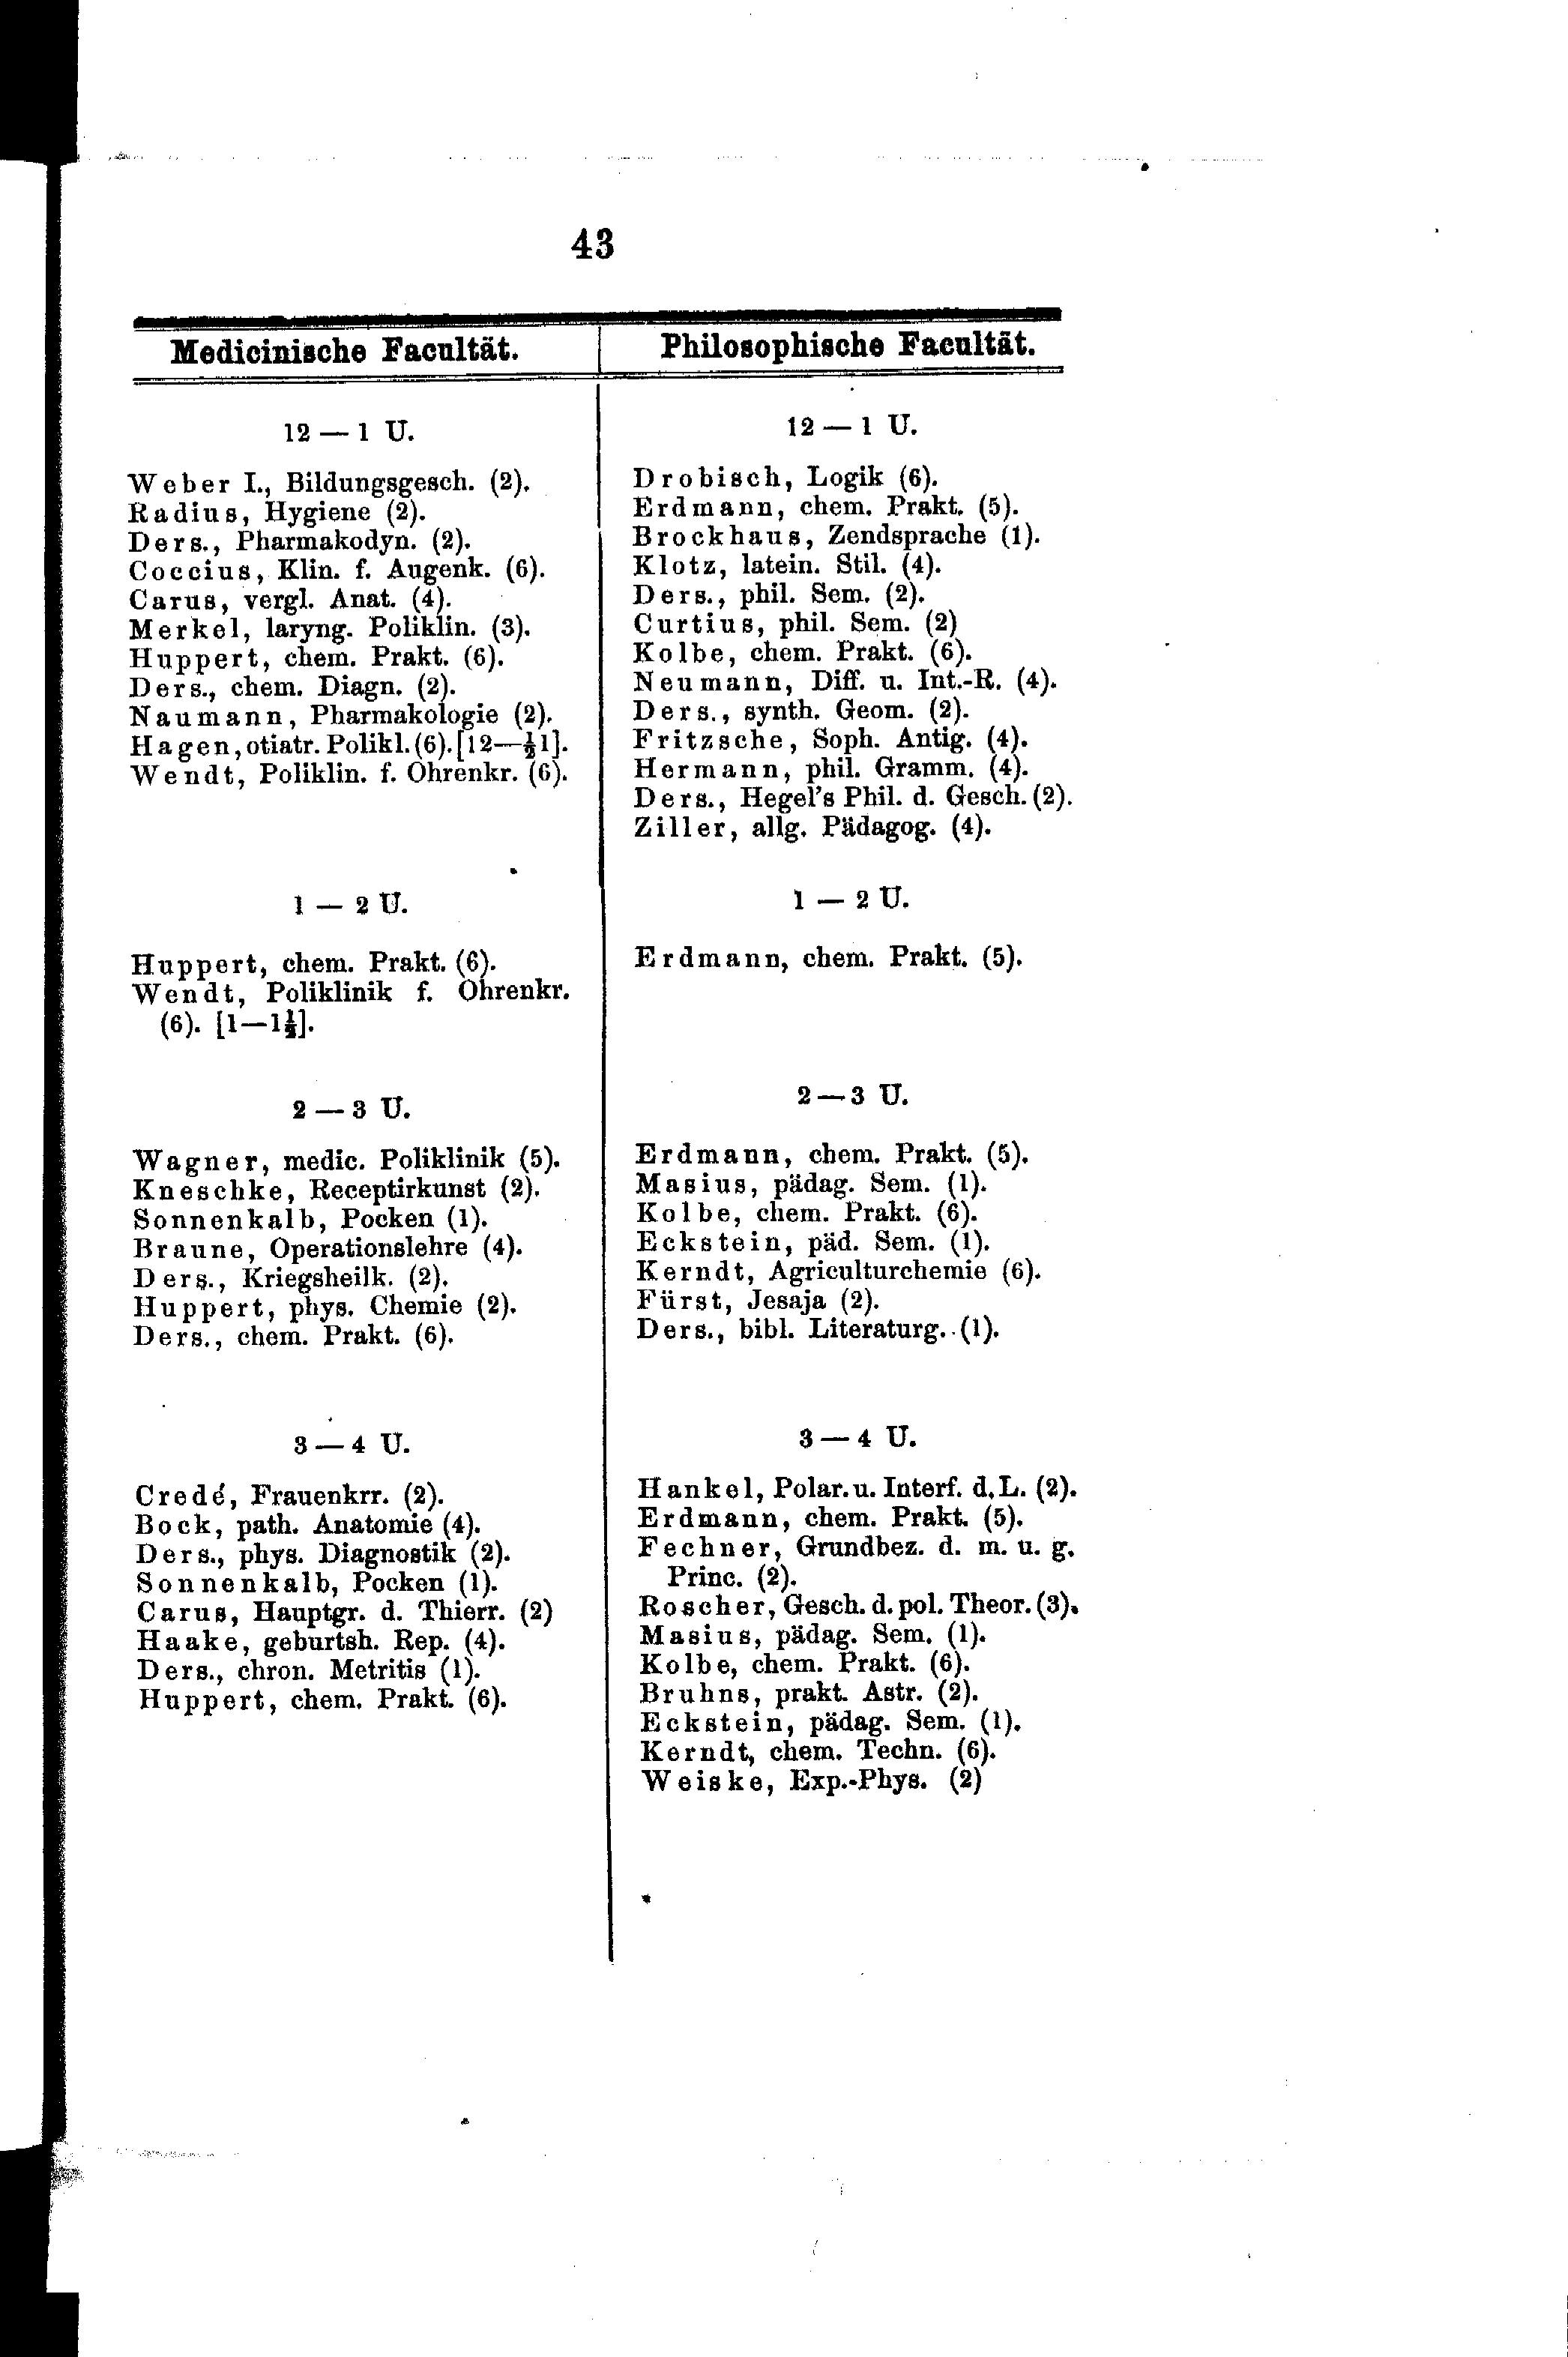 43
Medicinische Facultät.
12 — 1 U.
Weber I., Bildungsgesch. (2).
Radius, Hygiene (2).
Ders., Pharmakodyn. (2).
Coccius, Klin. f. Augenk. (6).
Carus, vergl. Anat. (4).
Merkel, laryng. Poliklin. (3).
Huppert, chem. Prakt. (6).
Ders., chem. Diagn. (2).
Naumann, Pharmakologie (2).
Hagen, otiatr. Polikl. (6). [12—½1].
Wendt, Poliklin. f. Ohrenkr. (6).
1 — 2 U.
Huppert, chem. Prakt. (6).
Wendt, Poliklinik f. Ohrenkr.
(6). [1—1½].
2 — 3 U.
Wagner, medic. Poliklinik (5).
Kneschke, Receptirkunst (2).
Sonnenkalb, Pocken (1).
Braune, Operationslehre (4).
Ders., Kriegsheilk. (2).
Huppert, phys. Chemie (2).
Ders., chem. Prakt. (6).
3 — 4 U.
Credé, Frauenkrr. (2).
Bock, path. Anatomie (4).
Ders., phys. Diagnostik (2).
Sonnenkalb, Pocken (1).
Carus, Hauptgr. d. Thierr. (2)
Haake, geburtsh. Rep. (4).
Ders., chron. Metritis (1).
Huppert, chem. Prakt. (6).
Philosophische Facultät.
12 — 1 U.
Drobisch, Logik (6).
Erdmann, chem. Prakt. (5).
Brockhaus, Zendsprache (1).
Klotz, latein. Stil. (4).
Ders., phil. Sem. (2).
Curtius, phil. Sem. (2)
Kolbe, chem. Prakt. (6).
Neumann, Diff. u. Int.-R. (4).
Ders., synth. Geom. (2).
Fritzsche, Soph. Antig. (4).
Hermann, phil. Gramm. (4).
Ders., Hegel's Phil. d. Gesch. (2).
Ziller, allg. Pädagog. (4).
1 — 2 U.
Erdmann, chem. Prakt. (5).
2 — 3 U.
Erdmann, chem. Prakt. (5).
Masius, pädag. Sem. (1).
Kolbe, chem. Prakt. (6).
Eckstein, päd. Sem. (1).
Kerndt, Agriculturchemie (6).
Fürst, Jesaja (2).
Ders., bibl. Literaturg. (1).
3 — 4 U.
Hankel, Polar. u. Interf. d. L. (2).
Erdmann, chem. Prakt. (5).
Fechner, Grundbez. d. m. u. g.
Princ. (2).
Roscher, Gesch. d. pol. Theor. (3).
Masius, pädag. Sem. (1).
Kolbe, chem. Prakt. (6).
Bruhns, prakt. Astr. (2).
Eckstein, pädag. Sem. (1).
Kerndt, chem. Techn. (6).
Weiske, Exp.-Phys. (2)